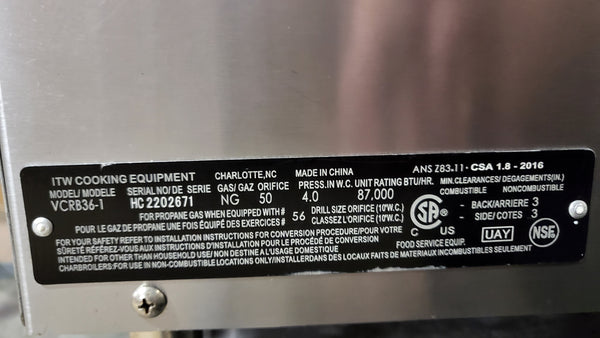 ITW COOKING EQUIPMENT CHARLOTTE,NC MADE IN CHINA ANS Z83.11 · CSA 1.8 - 2016
MODEL/ MODELE SERIAL NO/ DE SERIE GAS/ GAZ ORIFICE PRESS.IN W.C. UNIT RATING BTU/HR. MIN.CLEARANCES/ DEGAGEMENTS(IN.)
VCRB36-1 HC 2202671 NG 50 4.0 87,000 COMBUSTIBLE NONCOMBUSTIBLE
FOR PROPANE GAS WHEN EQUIPPED WITH # 56 DRILL SIZE ORIFICE (10"W.C.) - BACK/ARRIERE 3
POUR LE GAZ DE PROPANE UNE FOIS ÉQUIPÉ DES EXERCICES# CLASSEZ L'ORIFICE (10"W.C.) - SIDE/ COTES 3
SA
C US
UAY
NSF
FOR YOUR SAFETY REFER TO INSTALLATION INSTRUCTIONS FOR CONVERSION PROCEDURE/POUR VOTRE
SÛRETÉ RÉFÉREZ-VOUS AUX INSTRUCTIONS D'INSTALLATION POUR LE PROCÉDÉ DE CONVERSION
INTENDED FOR OTHER THAN HOUSEHOLD USE/ NON DESTINE A L'USAGE DOMESTIQUE FOOD SERVICE EQUIP.
CHARBROILERS:FOR USE IN NON-COMBUSTIBLE LOCATIONS ONLY/INSTALLERDANS DES LOCAUX FAITS DE MATERIAUX INCOMBUSTIBLES SEULEMENT